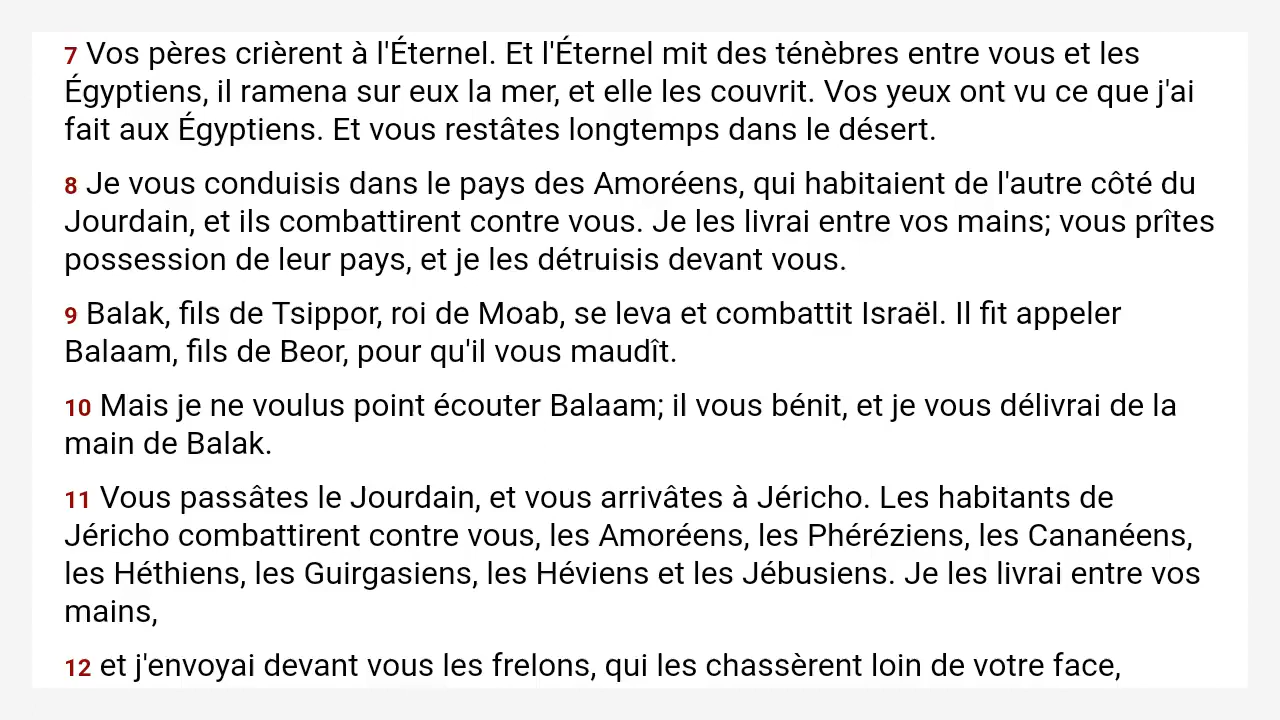 7 Vos pères crièrent à l'Éternel. Et l'Éternel mit des ténèbres entre vous et les
Égyptiens, il ramena sur eux la mer, et elle les couvrit. Vos yeux ont vu ce que j'ai
fait aux Égyptiens. Et vous restâtes longtemps dans le désert.
8 Je vous conduisis dans le pays des Amoréens, qui habitaient de l'autre côté du
Jourdain, et ils combattirent contre vous. Je les livrai entre vos mains; vous prîtes
possession de leur pays, et je les détruisis devant vous.
9 Balak, fils de Tsippor, roi de Moab, se leva et combattit Israël. Il fit appeler
Balaam, fils de Beor, pour qu'il vous maudît.
10 Mais je ne voulus point écouter Balaam; il vous bénit, et je vous délivrai de la
main de Balak.
11 Vous passâtes le Jourdain, et vous arrivâtes à Jéricho. Les habitants de
Jéricho combattirent contre vous, les Amoréens, les Phéréziens, les Cananéens,
les Héthiens, les Guirgasiens, les Héviens et les Jébusiens. Je les livrai entre vos
mains,
12 et j'envoyai devant vous les frelons, qui les chassèrent loin de votre face,